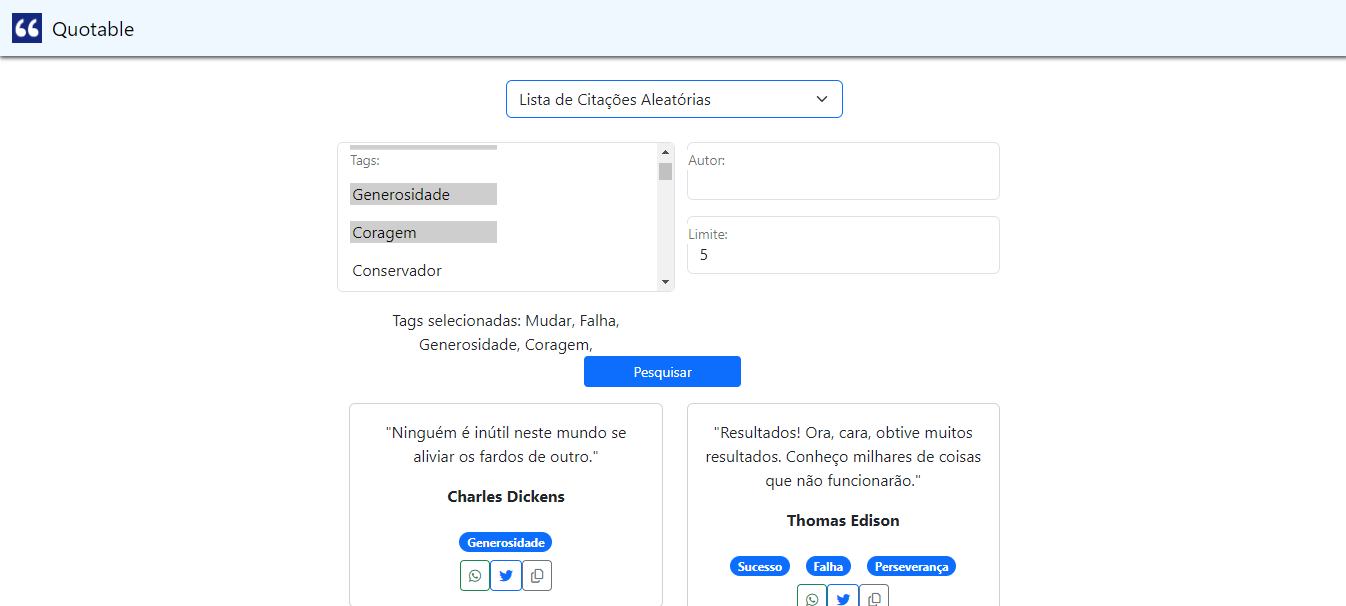 Quotable
Lista de Citações Aleatórias
Tags:
Generosidade
Coragem
Conservador
Autor:
Limite:
5
Tags selecionadas: Mudar, Falha,
Generosidade, Coragem,
Pesquisar
"Ninguém é inútil neste mundo se
aliviar os fardos de outro."
Charles Dickens
Generosidade
"Resultados! Ora, cara, obtive muitos
resultados. Conheço milhares de coisas
que não funcionarão."
Thomas Edison
Sucesso Falha Perseverança